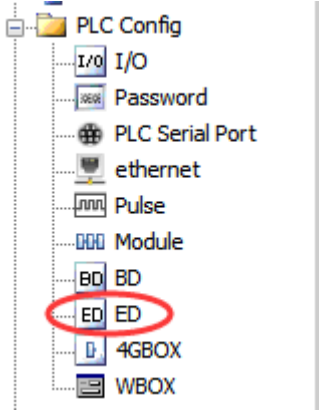 PLC Config
I/O I/O
Password
PLC Serial Port
ethernet
Pulse
Module
BD BD
ED ED
4GBOX
WBOX